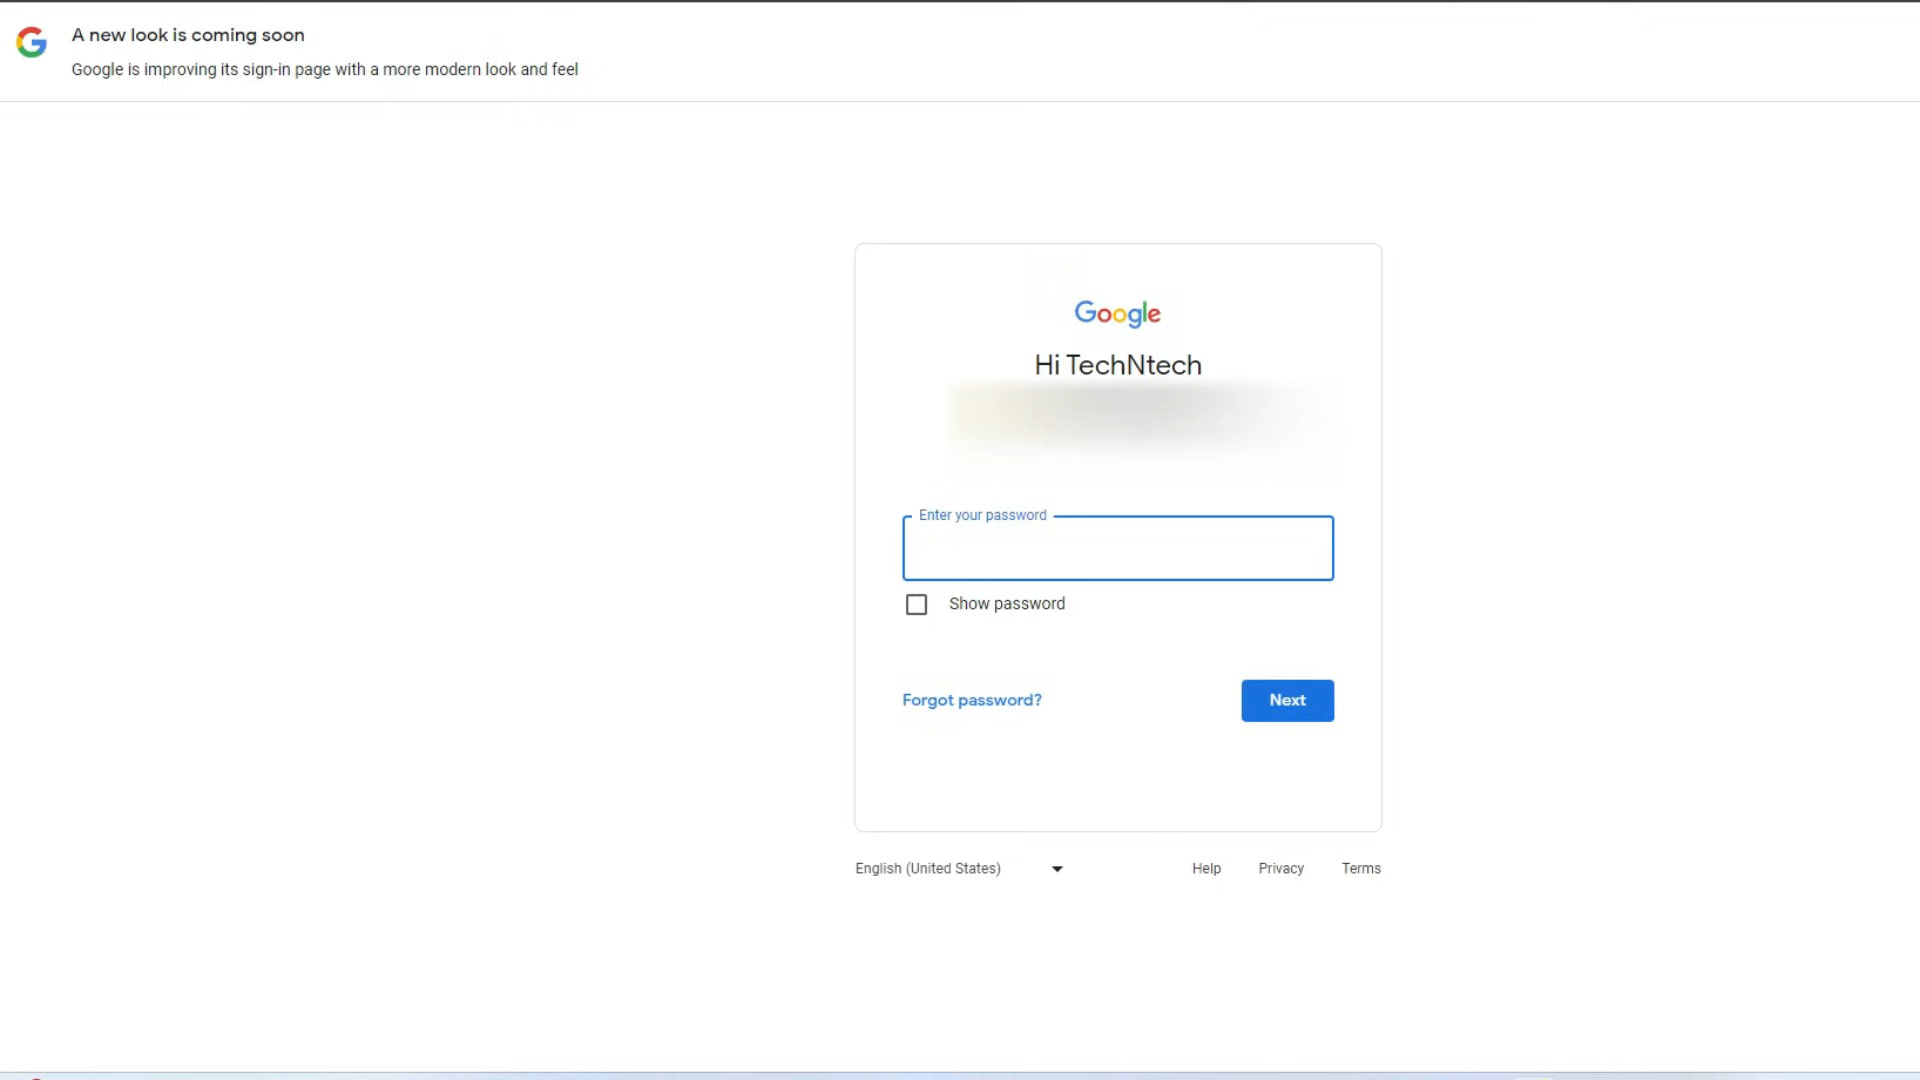 A new look is coming soon
Google is improving its sign-in page with a more modern look and feel
Google
Hi TechNtech
Enter your password
Show password
Forgot password?
Next
English (United States)
Help
Privacy
Terms